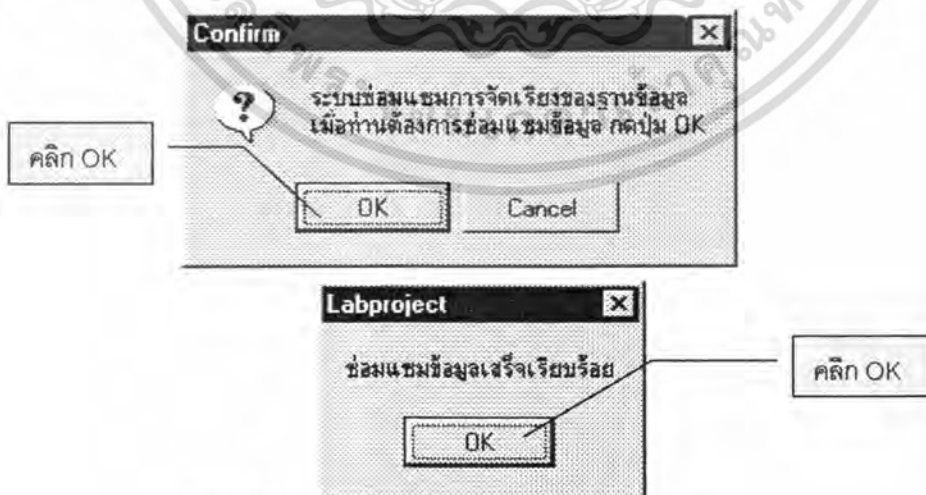 Confirm
ระบบซ่อมแซมการจัดเรียงของฐานข้อมูล
เมื่อท่านต้องการซ่อมแซมข้อมูล กดปุ่ม OK
คลิก OK
OK
Cancel
Labproject
ซ่อมแซมข้อมูลเสร็จเรียบร้อย
คลิก OK
OK